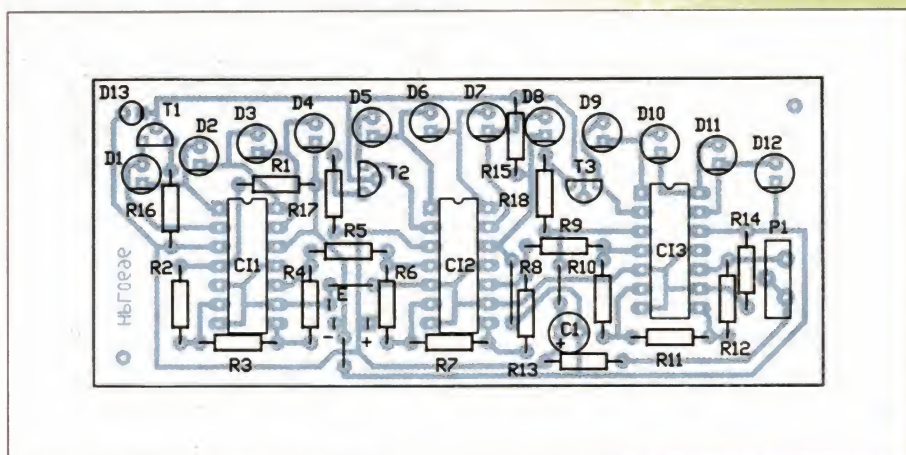 D13
T1
D1
D2
D3
D4
D5
D6
D7
D8
D9
D10
D11
D12
R1
T2
R15
R18
T3
R16
R17
R14
P1
R5
R9
R2
CI1
R4
E
R6
CI2
R8
R10
CI3
HPL0696
-
+
C1
+
R12
R3
R7
R13
R11